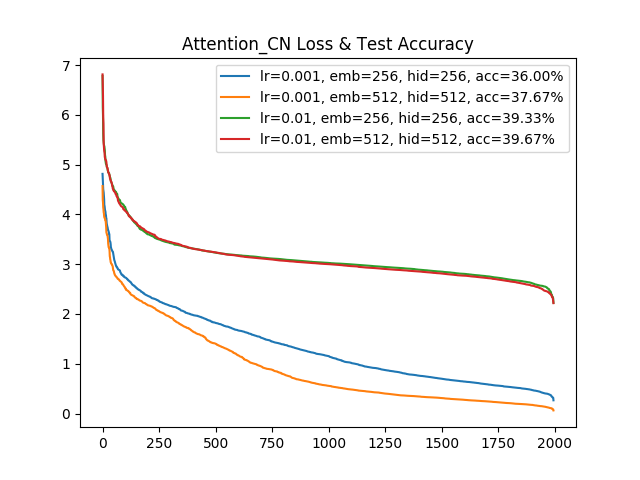 Attention_CN Loss & Test Accuracy
lr=0.001, emb=256, hid=256, acc=36.00%
lr=0.001, emb=512, hid=512, acc=37.67%
lr=0.01, emb=256, hid=256, acc=39.33%
lr=0.01, emb=512, hid=512, acc=39.67%
7
6
5
4
3
2
1
0
0 250 500 750 1000 1250 1500 1750 2000